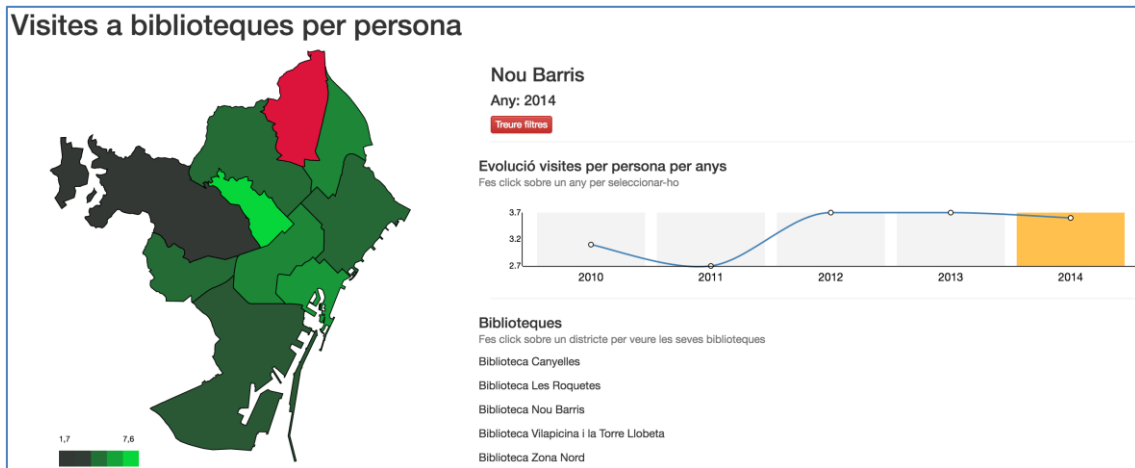 Visites a biblioteques per persona
Nou Barris
Any: 2014
Treure filtres
Evolució visites per persona per anys
Fes click sobre un any per seleccionar-ho
3.7
3.2
2.7
2010 2011 2012 2013 2014
Biblioteques
Fes click sobre un districte per veure les seves biblioteques
Biblioteca Canyelles
Biblioteca Les Roquetes
Biblioteca Nou Barris
Biblioteca Vilapicina i la Torre Llobeta
Biblioteca Zona Nord
1,7 7,6